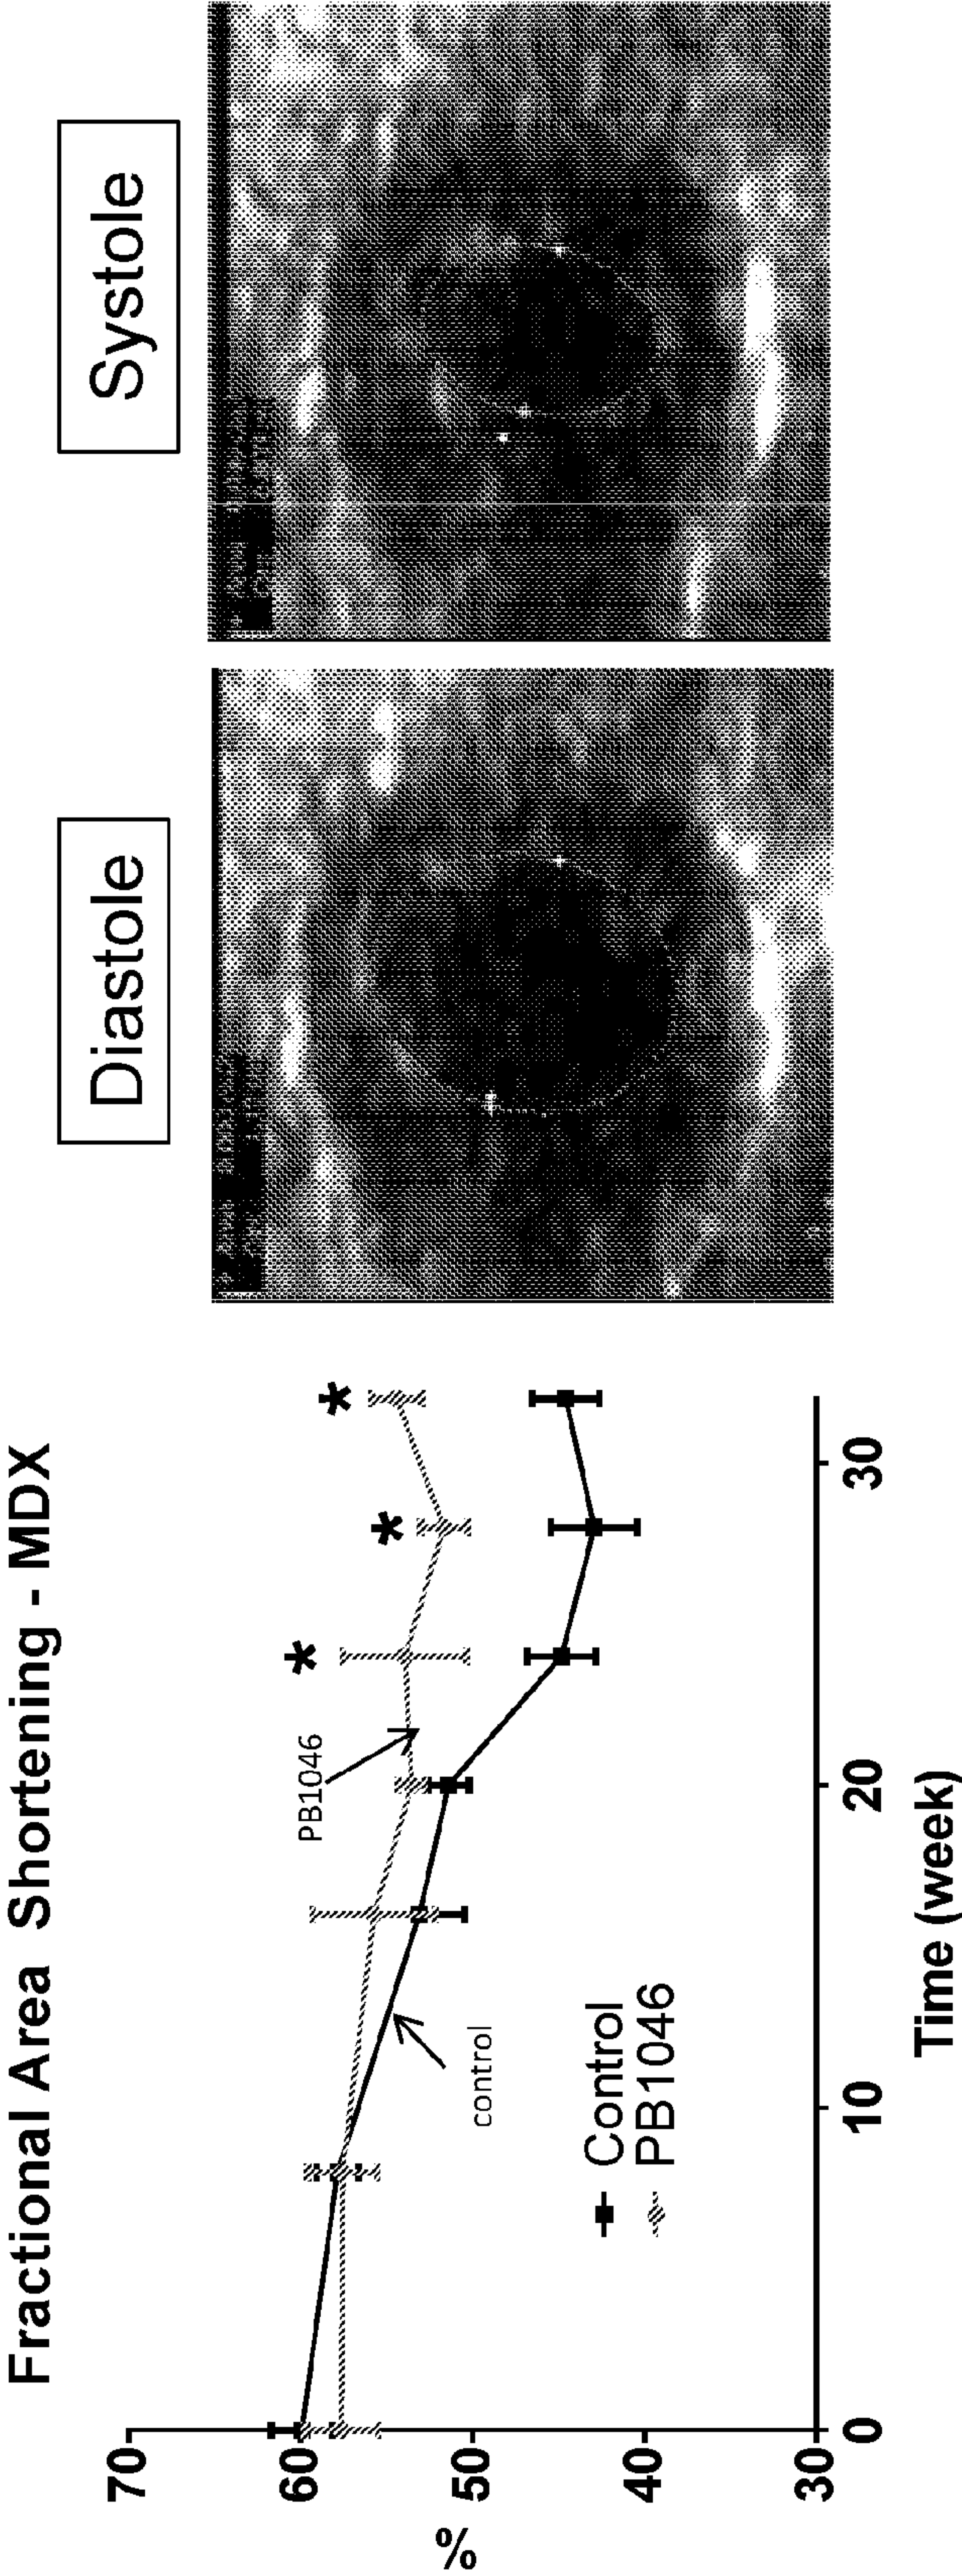 Fractional Area Shortening - MDX
70
60
50
40
30
%
0
10
20
30
Time (week)
PB1046
control
Control
PB1046
*
*
*
Diastole
Systole